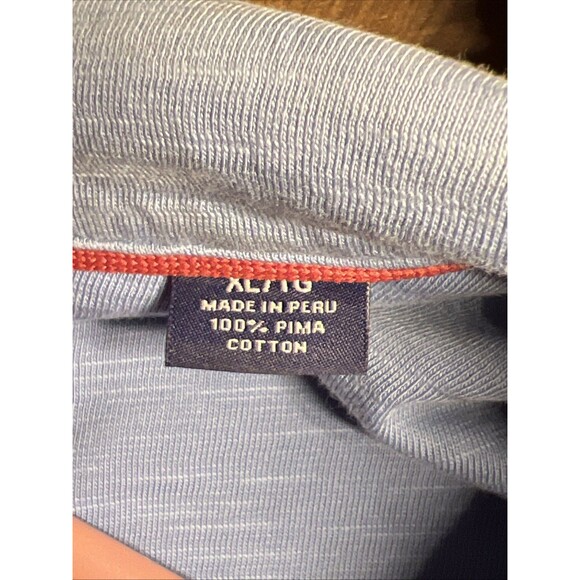 XL/TG
MADE IN PERU
100% PIMA
COTTON